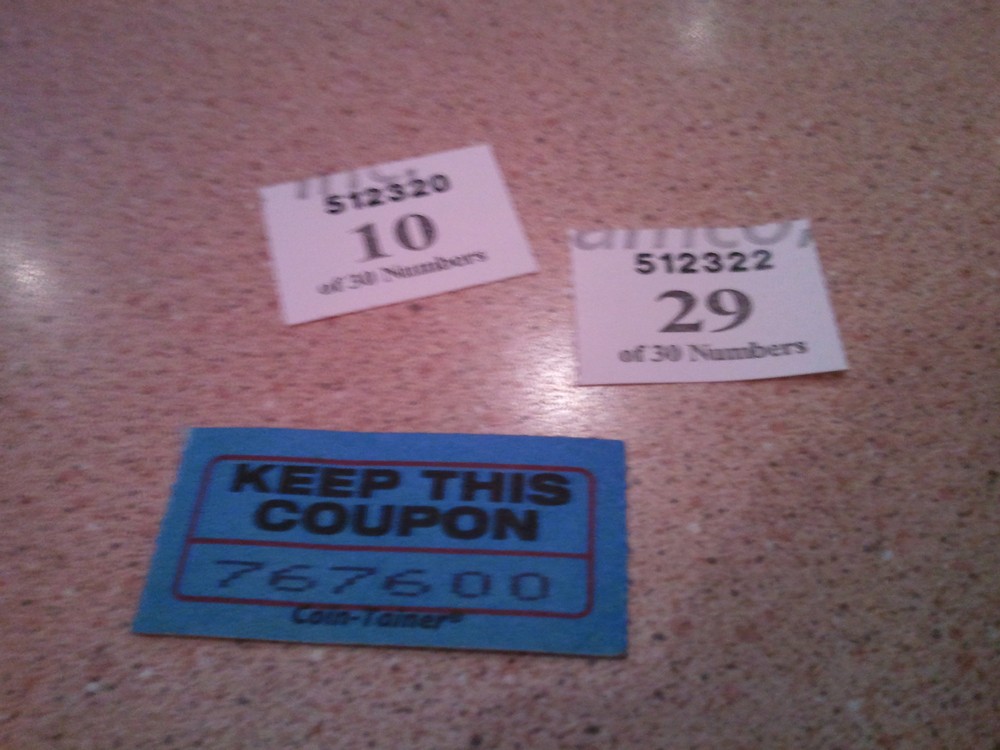 512320
10
of 30 Numbers
512322
29
of 30 Numbers
KEEP THIS
COUPON
767600
Coin-Tainer®